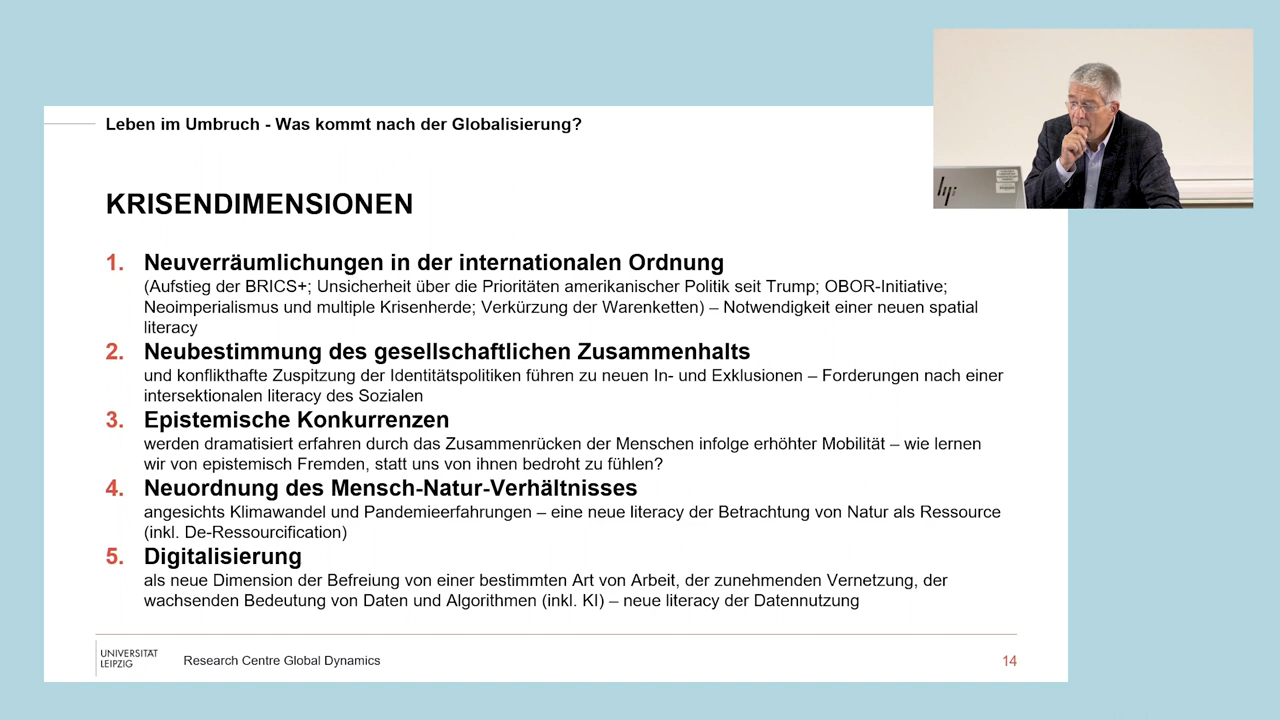 Leben im Umbruch - Was kommt nach der Globalisierung?
KRISENDIMENSIONEN
1. Neuverräumlichungen in der internationalen Ordnung
(Aufstieg der BRICS+; Unsicherheit über die Prioritäten amerikanischer Politik seit Trump; OBOR-Initiative;
Neoimperialismus und multiple Krisenherde; Verkürzung der Warenketten) – Notwendigkeit einer neuen spatial
literacy
2. Neubestimmung des gesellschaftlichen Zusammenhalts
und konflikthafte Zuspitzung der Identitätspolitiken führen zu neuen In- und Exklusionen – Forderungen nach einer
intersektionalen literacy des Sozialen
3. Epistemische Konkurrenzen
werden dramatisiert erfahren durch das Zusammenrücken der Menschen infolge erhöhter Mobilität – wie lernen
wir von epistemisch Fremden, statt uns von ihnen bedroht zu fühlen?
4. Neuordnung des Mensch-Natur-Verhältnisses
angesichts Klimawandel und Pandemieerfahrungen – eine neue literacy der Betrachtung von Natur als Ressource
(inkl. De-Ressourcification)
5. Digitalisierung
als neue Dimension der Befreiung von einer bestimmten Art von Arbeit, der zunehmenden Vernetzung, der
wachsenden Bedeutung von Daten und Algorithmen (inkl. KI) – neue literacy der Datennutzung
UNIVERSITÄT
LEIPZIG
Research Centre Global Dynamics
14
hp